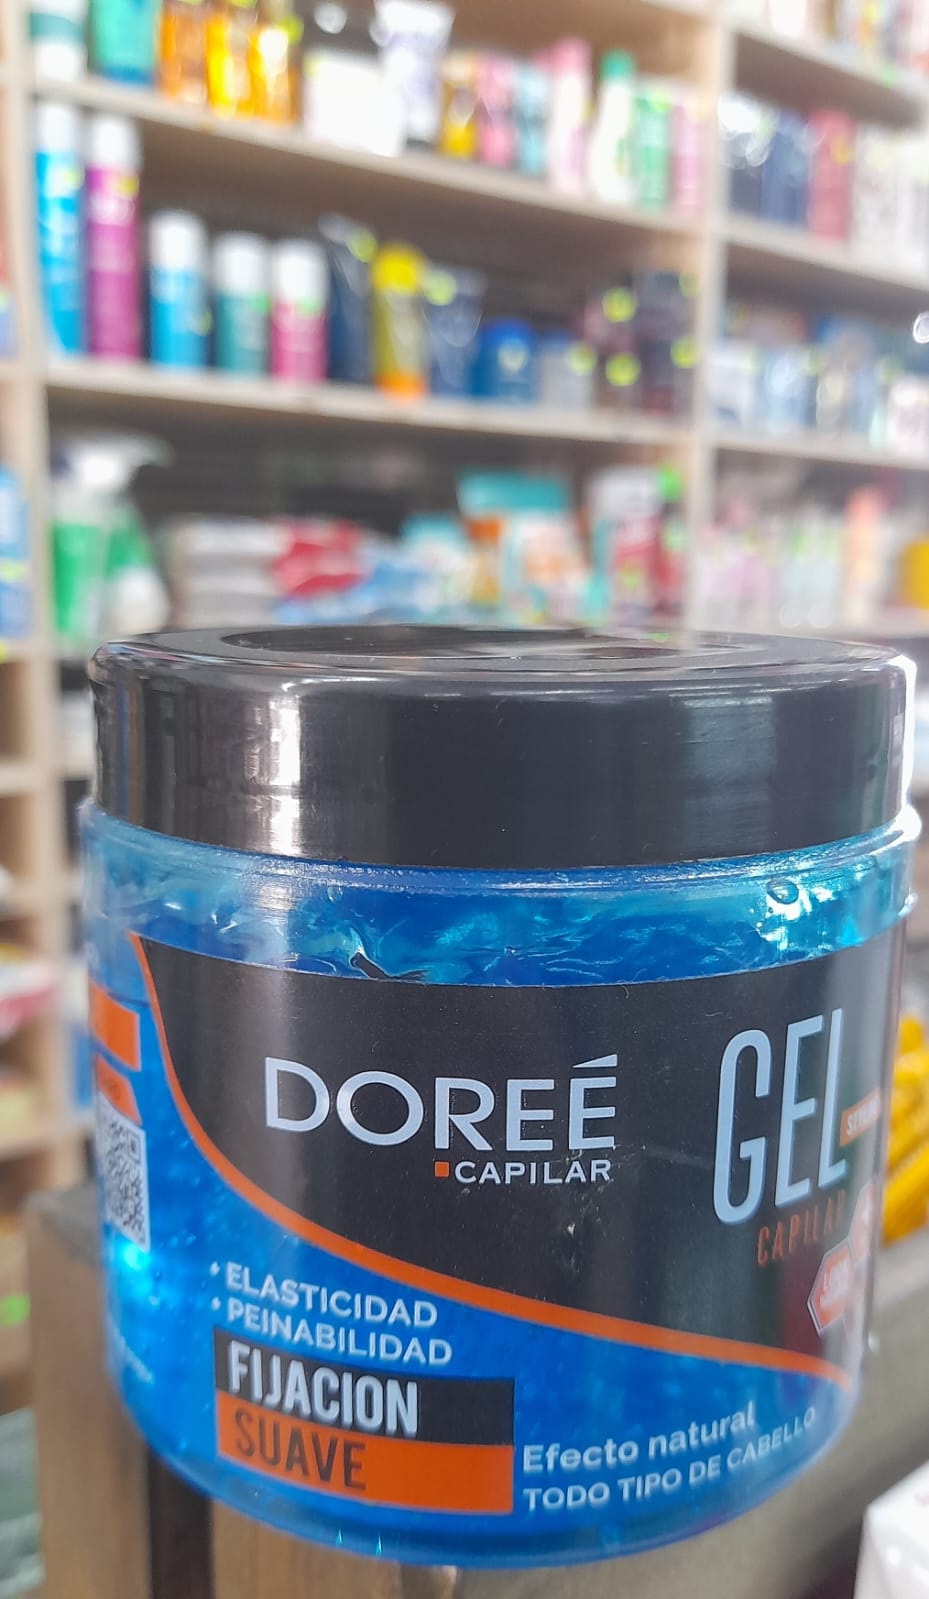 DOREÉ
CAPILAR
GEL
CAPILAR
• ELASTICIDAD
• PEINABILIDAD
FIJACION
SUAVE
Efecto natural
TODO TIPO DE CABELLO